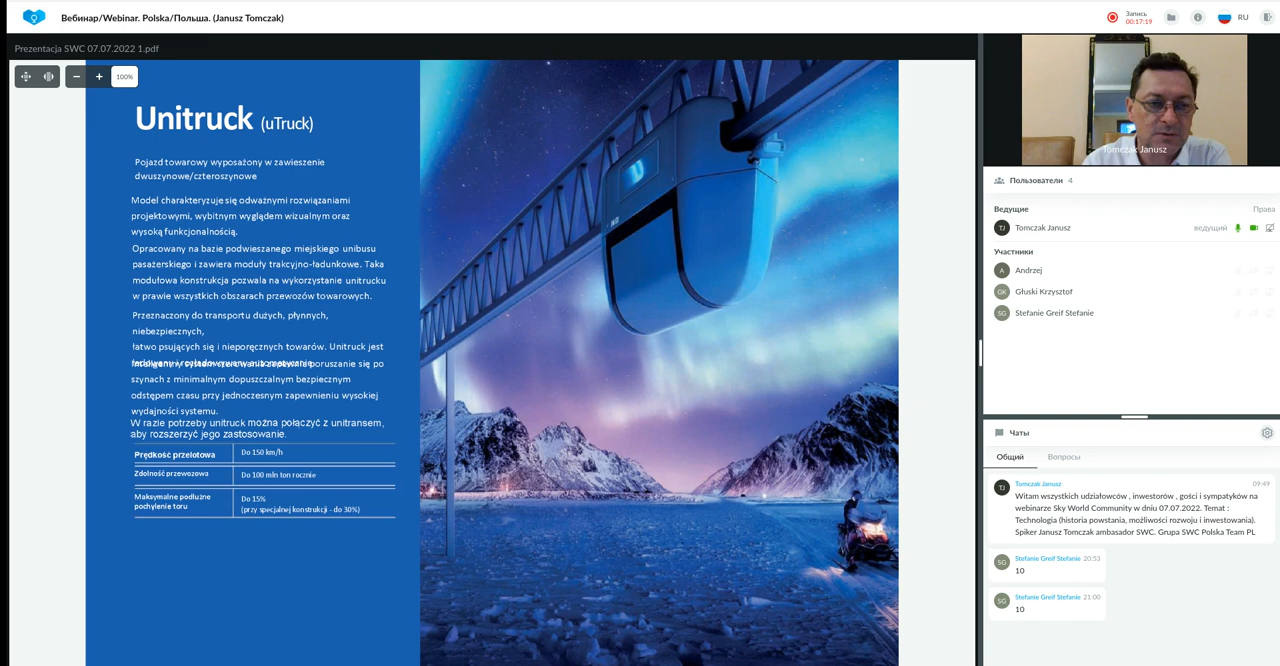 Вебинар/Webinar. Polska/Польша. (Janusz Tomczak)
Запись
00:17:19
RU
Prezentacja SWC 07.07.2022 1.pdf
100%
Unitruck (uTruck)
Pojazd towarowy wyposażony w zawieszenie
dwuszynowe/czteroszynowe
Model charakteryzuje się odważnymi rozwiązaniami
projektowymi, wybitnym wyglądem wizualnym oraz
wysoką funkcjonalnością.
Opracowany na bazie podwieszanego miejskiego unibusu
pasażerskiego i zawiera moduły trakcyjno-ładunkowe. Taka
modułowa konstrukcja pozwala na wykorzystanie unitrucku
w prawie wszystkich obszarach przewozów towarowych.
Przeznaczony do transportu dużych, płynnych,
niebezpiecznych,
łatwo psujących się i nieporęcznych towarów. Unitruck jest
poruszanie się po
szynach z minimalnym dopuszczalnym bezpiecznym
odstępem czasu przy jednoczesnym zapewnieniu wysokiej
wydajności systemu.
W razie potrzeby unitruck można połączyć z unitransem,
aby rozszerzyć jego zastosowanie.
Prędkość przelotowa
Do 150 km/h
Zdolność przewozowa
Do 100 mln ton rocznie
Maksymalne podłużne
pochylenie toru
Do 15%
(przy specjalnej konstrukcji - do 30%)
Tomczak Janusz
Пользователи 4
Ведущие
Права
TJ
Tomczak Janusz
ведущий
Участники
A
Andrzej
GK
Głuski Krzysztof
SG
Stefanie Greif Stefanie
Чаты
Общий
Вопросы
TJ
Tomczak Janusz
09:49
Witam wszystkich udziałowców , inwestorów , gości i sympatyków na
webinarze Sky World Community w dniu 07.07.2022. Temat :
Technologia (historia powstania, możliwości rozwoju i inwestowania).
Spiker Janusz Tomczak ambasador SWC. Grupa SWC Polska Team PL
SG
Stefanie Greif Stefanie 20:53
10
SG
Stefanie Greif Stefanie 21:00
10